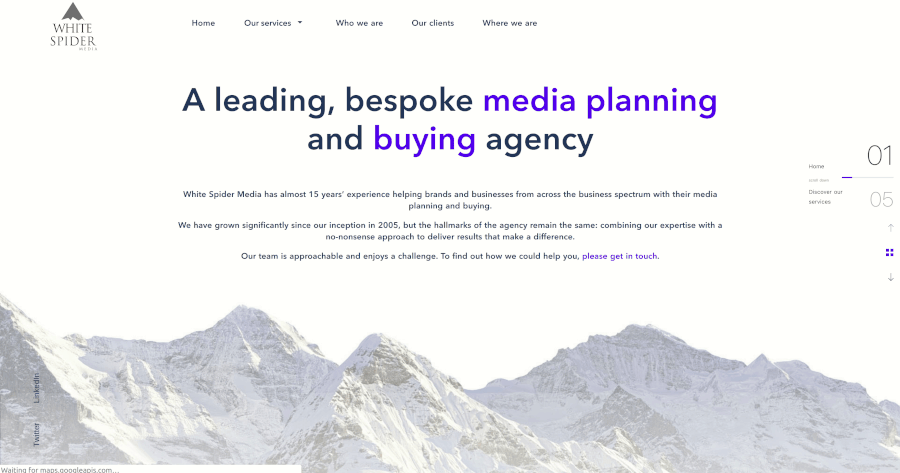 WHITE
SPIDER
MEDIA
Home
Our services
Who we are
Our clients
Where we are
A leading, bespoke media planning
and buying agency
White Spider Media has almost 15 years' experience helping brands and businesses from across the business spectrum with their media
planning and buying.
We have grown significantly since our inception in 2005, but the hallmarks of the agency remain the same: combining our expertise with a
no-nonsense approach to deliver results that make a difference.
Our team is approachable and enjoys a challenge. To find out how we could help you, please get in touch.
Home
01
scroll down
Discover our
services
05
LinkedIn
Twitter
Waiting for maps.googleapis.com...